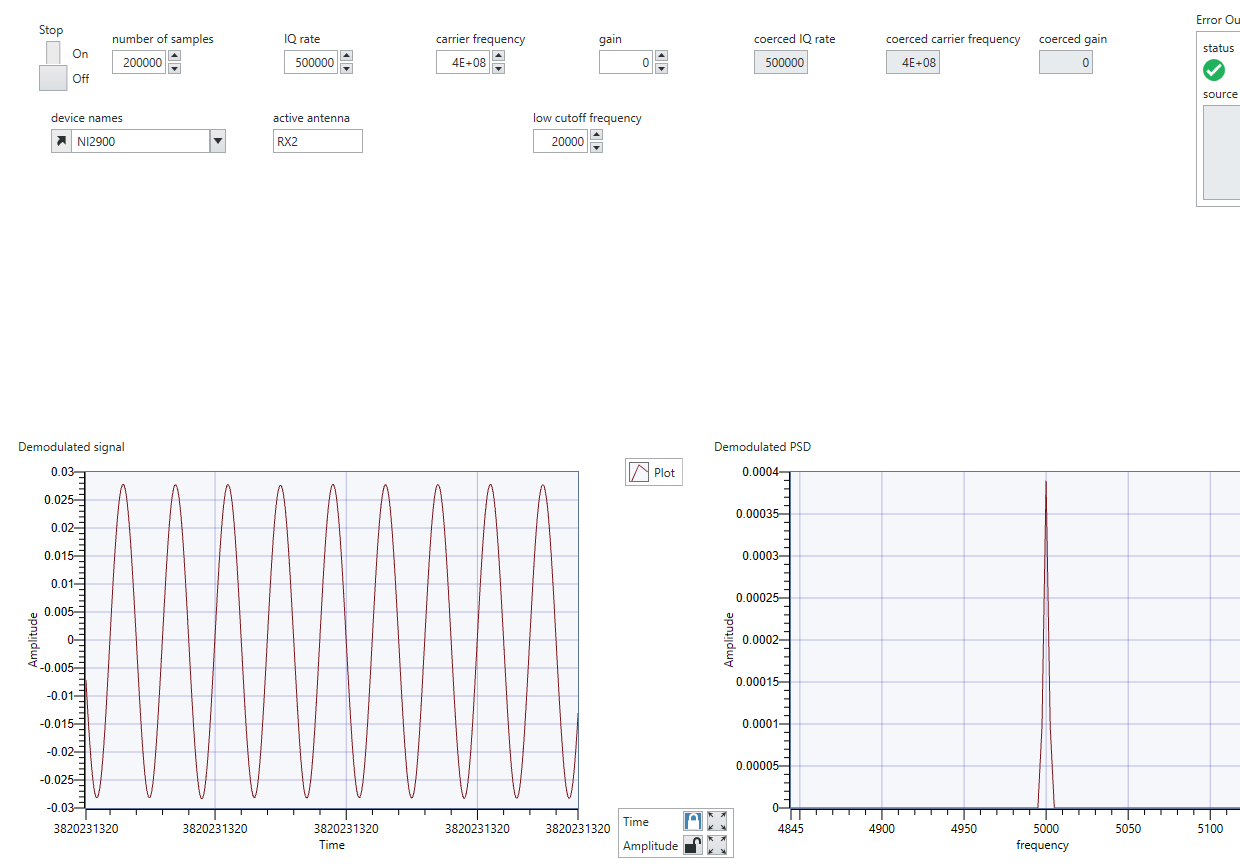 Error Ou
Stop
number of samples
IQ rate
carrier frequency
gain
coerced IQ rate
coerced carrier frequency
coerced gain
status
On
200000
500000
4E+08
0
500000
4E+08
0
Off
source
device names
active antenna
low cutoff frequency
NI2900
RX2
20000
Demodulated signal
Demodulated PSD
Plot
0.03
0.025
0.02
0.015
0.01
0.005
0
-0.005
-0.01
-0.015
-0.02
-0.025
-0.03
Amplitude
3820231320 3820231320 3820231320 3820231320 3820231320
Time
Time
Amplitude
0.0004
0.00035
0.0003
0.00025
0.0002
0.00015
0.0001
0.00005
0
Amplitude
4845 4900 4950 5000 5050 5100
frequency